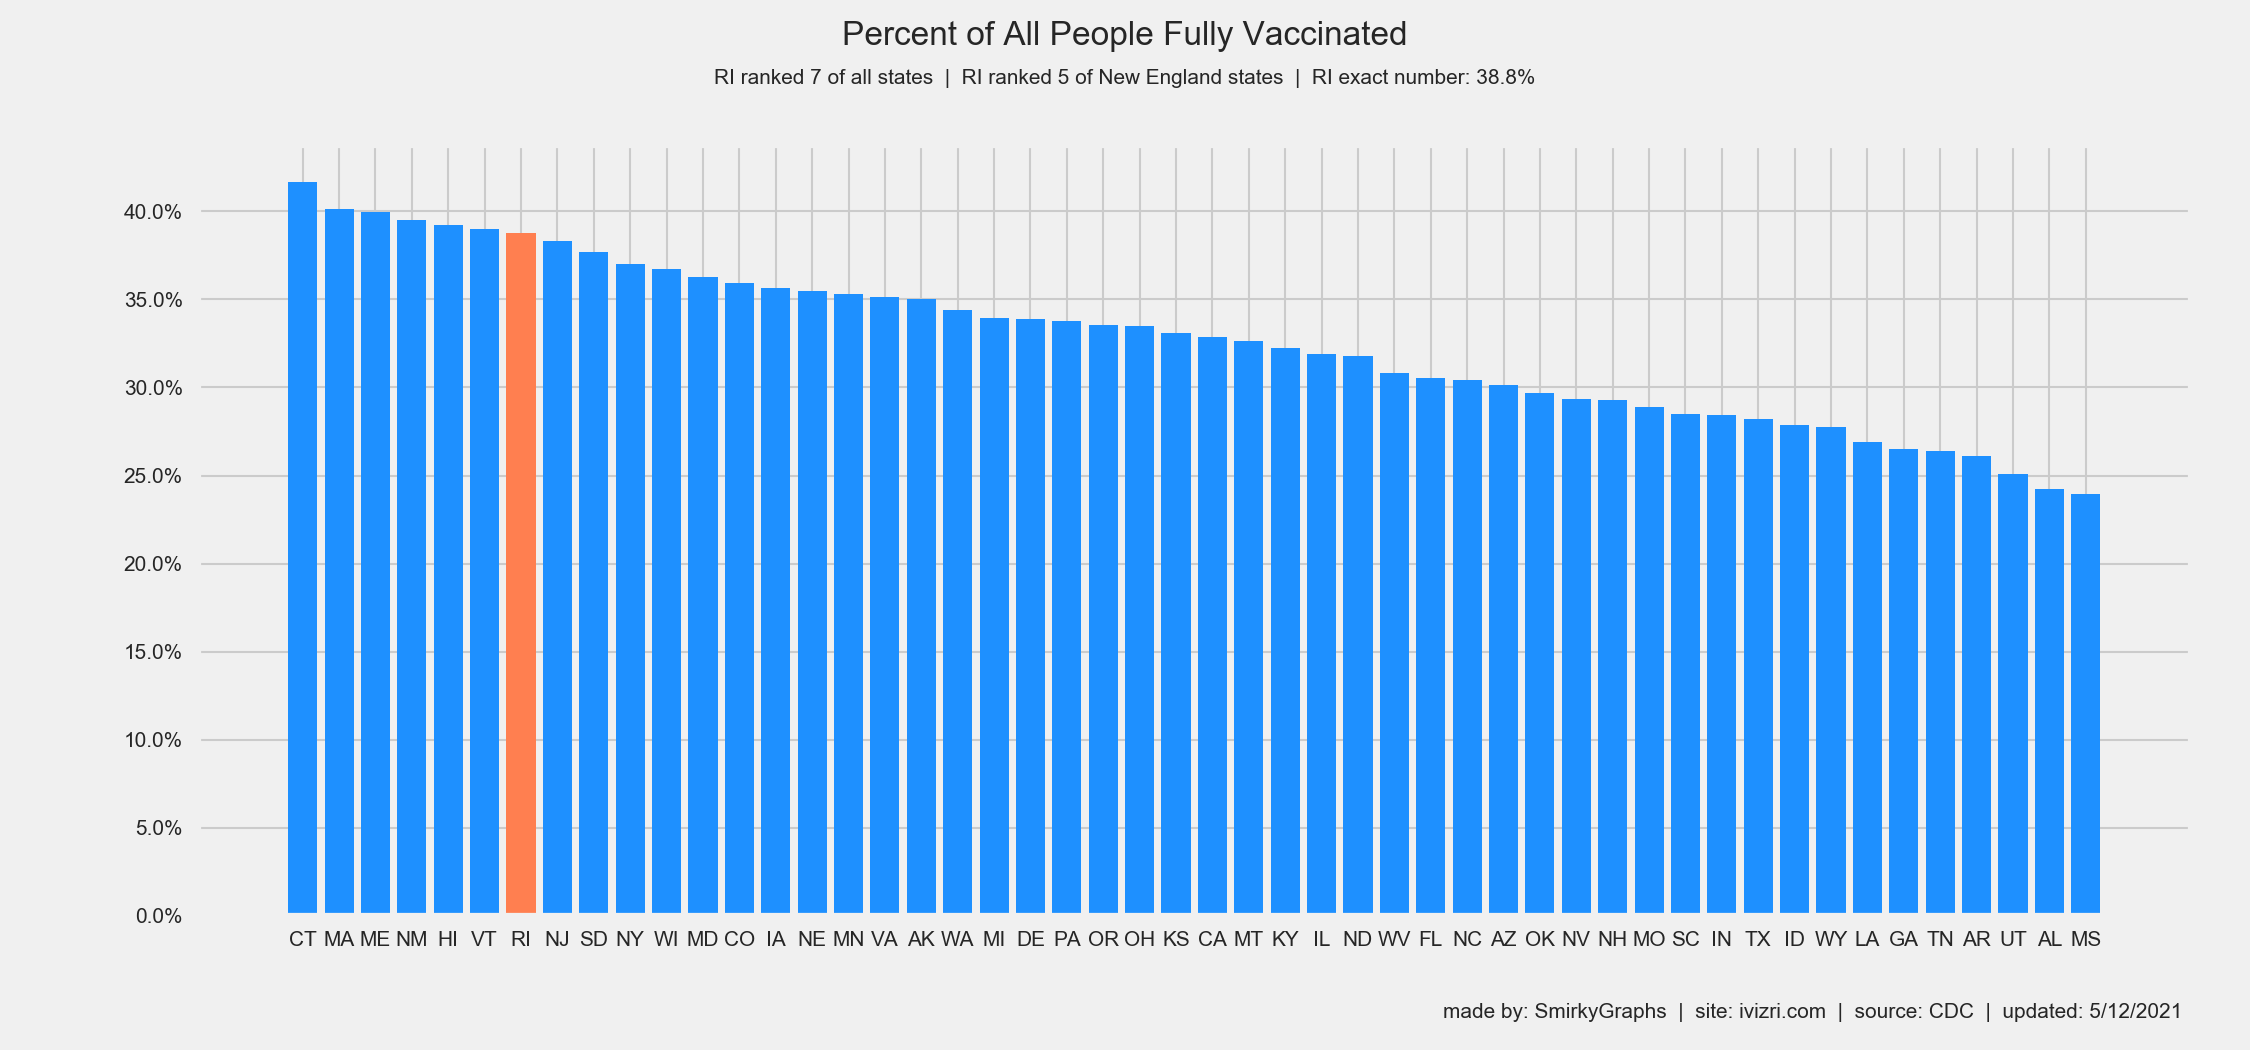 Percent of All People Fully Vaccinated
RI ranked 7 of all states | RI ranked 5 of New England states | RI exact number: 38.8%
40.0%
35.0%
30.0%
25.0%
20.0%
15.0%
10.0%
5.0%
0.0%
CT MA ME NM HI VT RI NJ SD NY WI MD CO IA NE MN VA AK WA MI DE PA OR OH KS CA MT KY IL ND WV FL NC AZ OK NV NH MO SC IN TX ID WY LA GA TN AR UT AL MS
made by: SmirkyGraphs | site: ivizri.com | source: CDC | updated: 5/12/2021